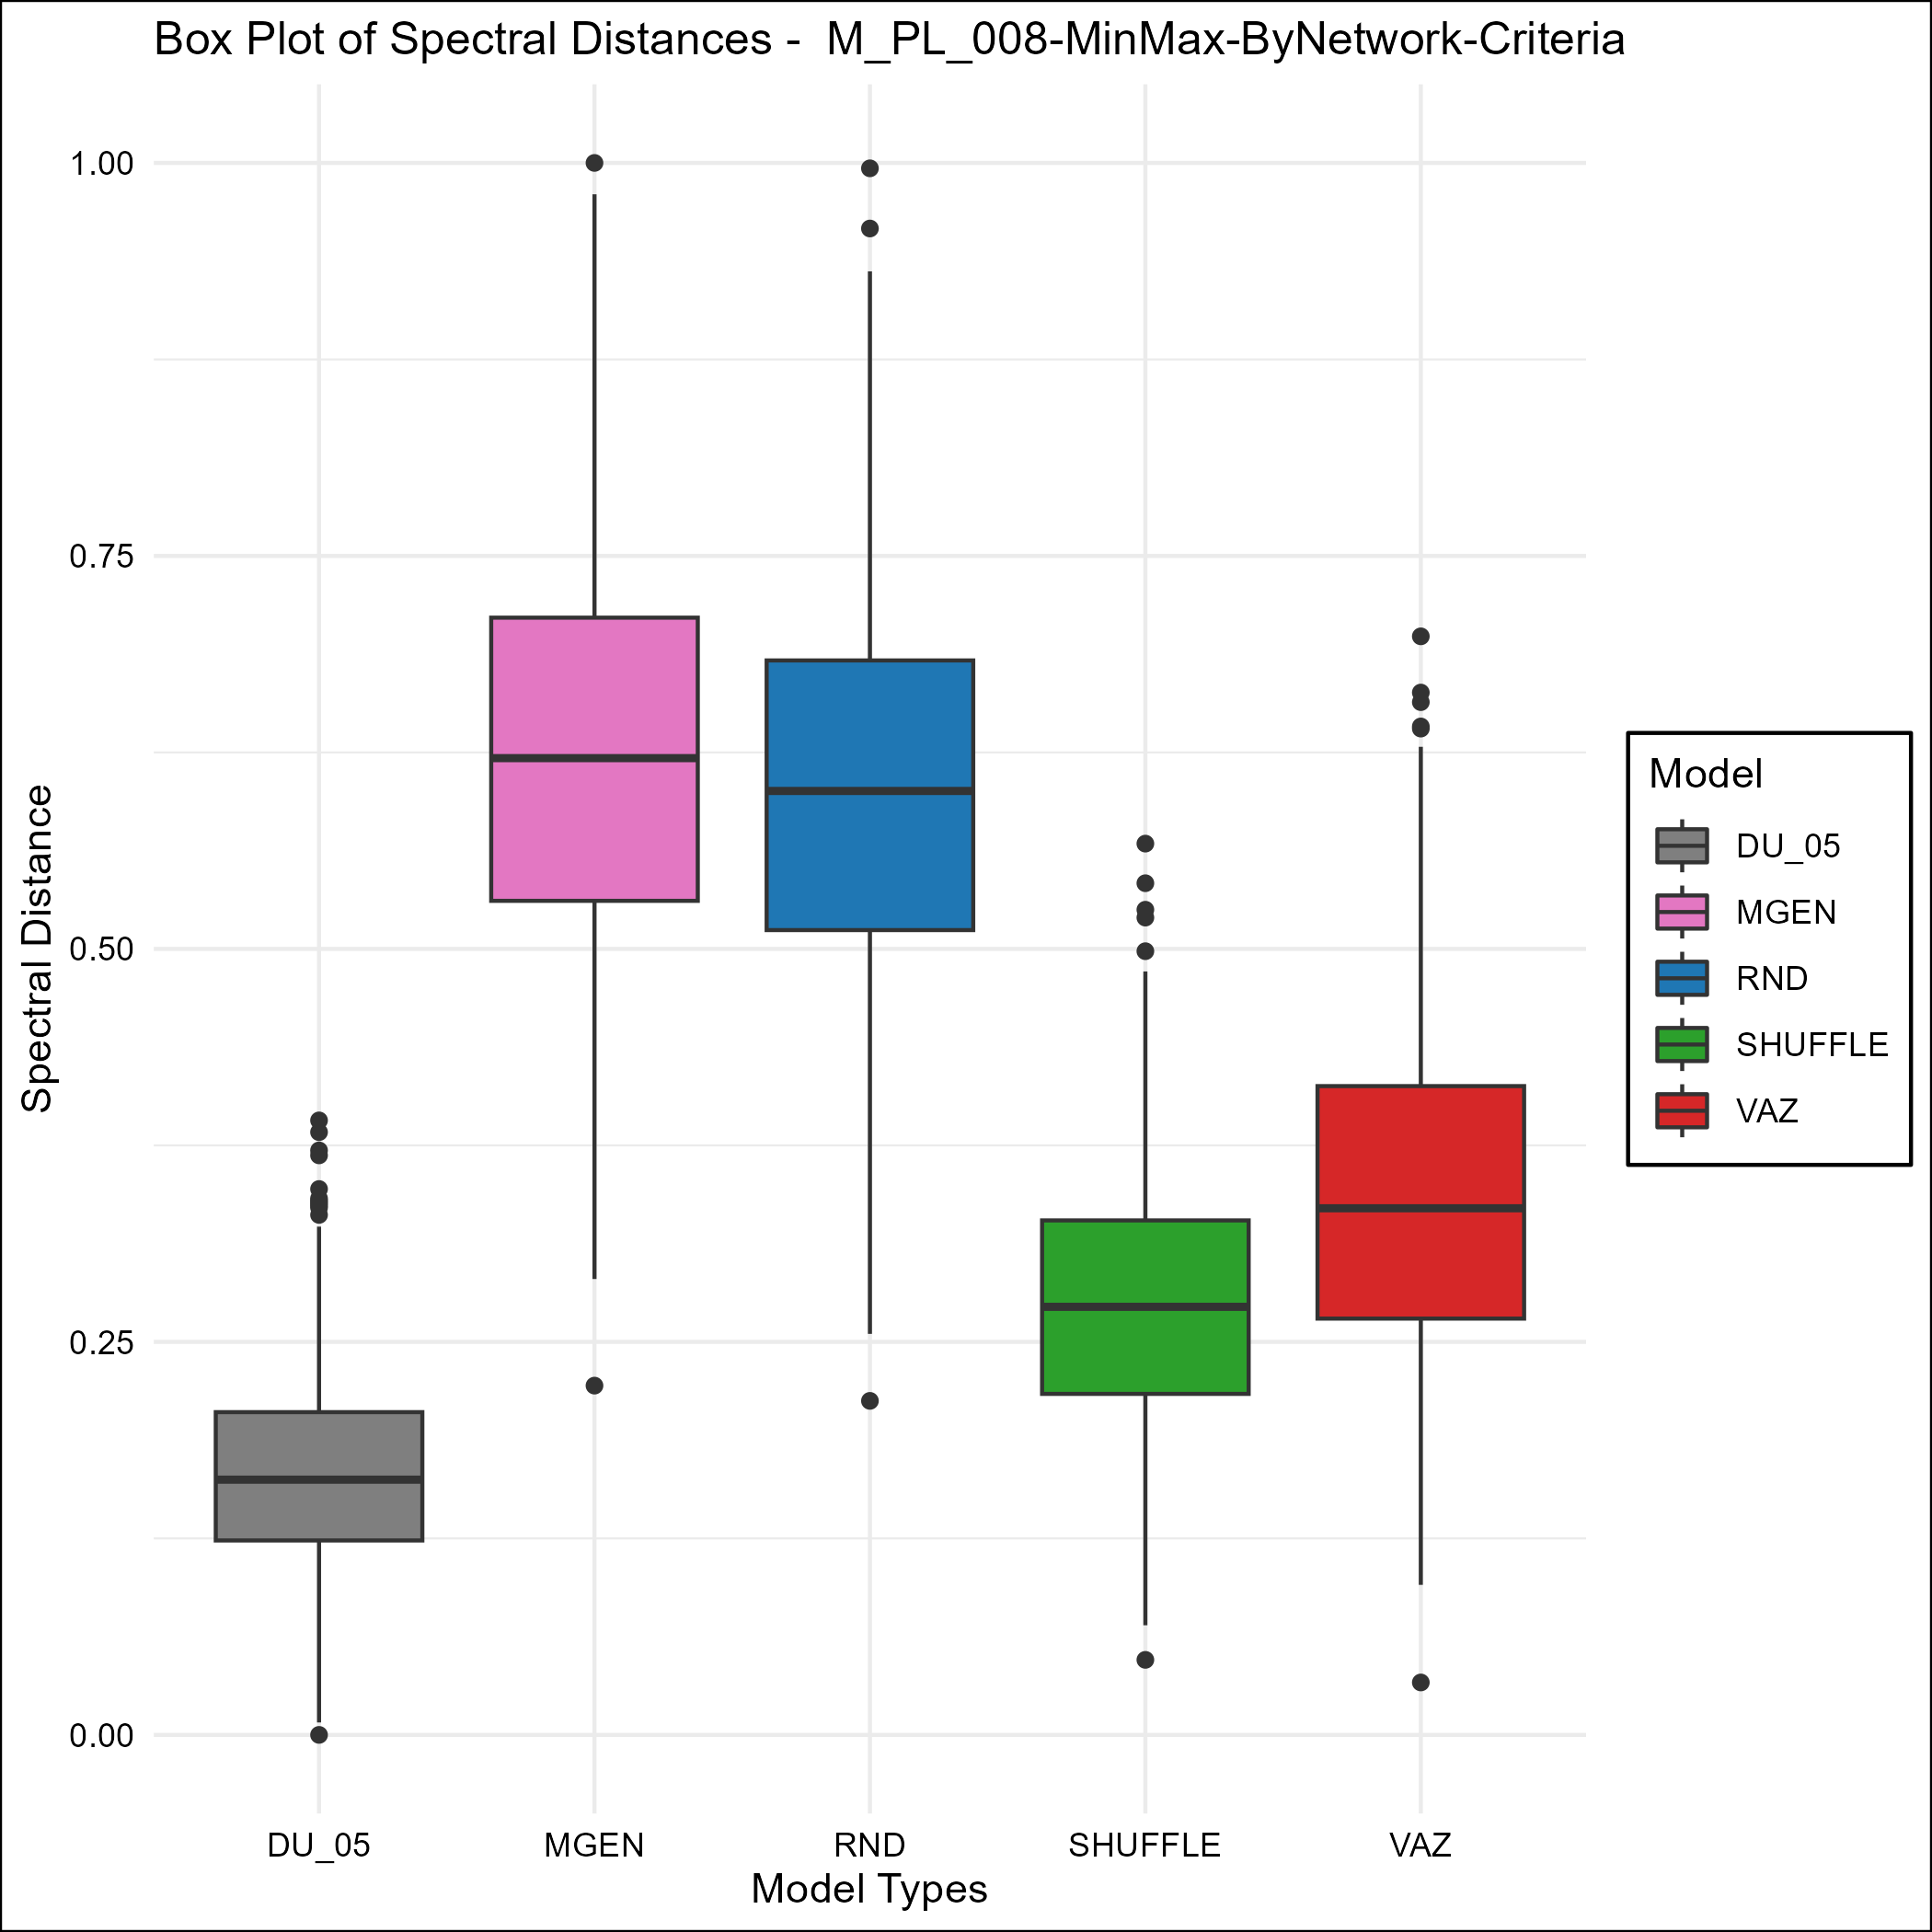 Box Plot of Spectral Distances -  M_PL_008-MinMax-ByNetwork-Criteria
Spectral Distance
1.00
0.75
0.50
0.25
0.00
DU_05 MGEN RND SHUFFLE VAZ
Model Types
Model
DU_05
MGEN
RND
SHUFFLE
VAZ